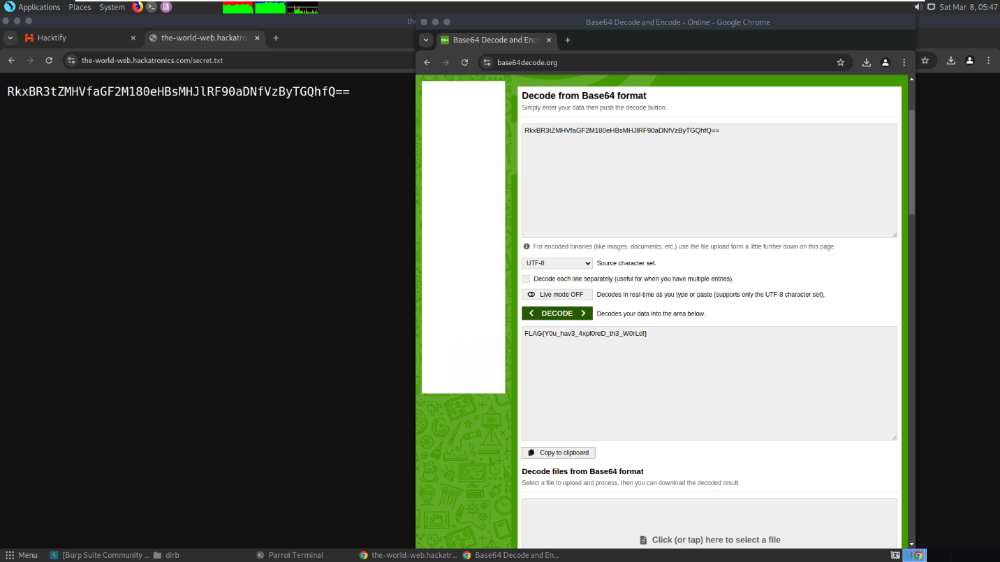 Applications Places System
Sat Mar 8, 05:47
the
Base64 Decode and Encode - Online - Google Chrome
Hacktify
the-world-web.hackatro
Base64 Decode and Enco
the-world-web.hackatronics.com/secret.txt
base64decode.org
RkxBR3tZMHVfaGF2M180eHBsMHJlRF90aDNfVzByTGQhfQ==
Decode from Base64 format
Simply enter your data then push the decode button.
RkxBR3tZMHVfaGF2M180eHBsMHJlRF90aDNfVzByTGQhfQ==
For encoded binaries (like images, documents, etc.) use the file upload form a little further down on this page.
UTF-8 Source character set.
Decode each line separately (useful for when you have multiple entries).
Live mode OFF Decodes in real-time as you type or paste (supports only the UTF-8 character set).
< DECODE > Decodes your data into the area below.
FLAG{Y0u_hav3_4xpl0reD_th3_W0rLd!}
Copy to clipboard
Decode files from Base64 format
Select a file to upload and process, then you can download the decoded result.
Click (or tap) here to select a file
Menu [Burp Suite Community ... dirb Parrot Terminal the-world-web.hackatr... Base64 Decode and En...